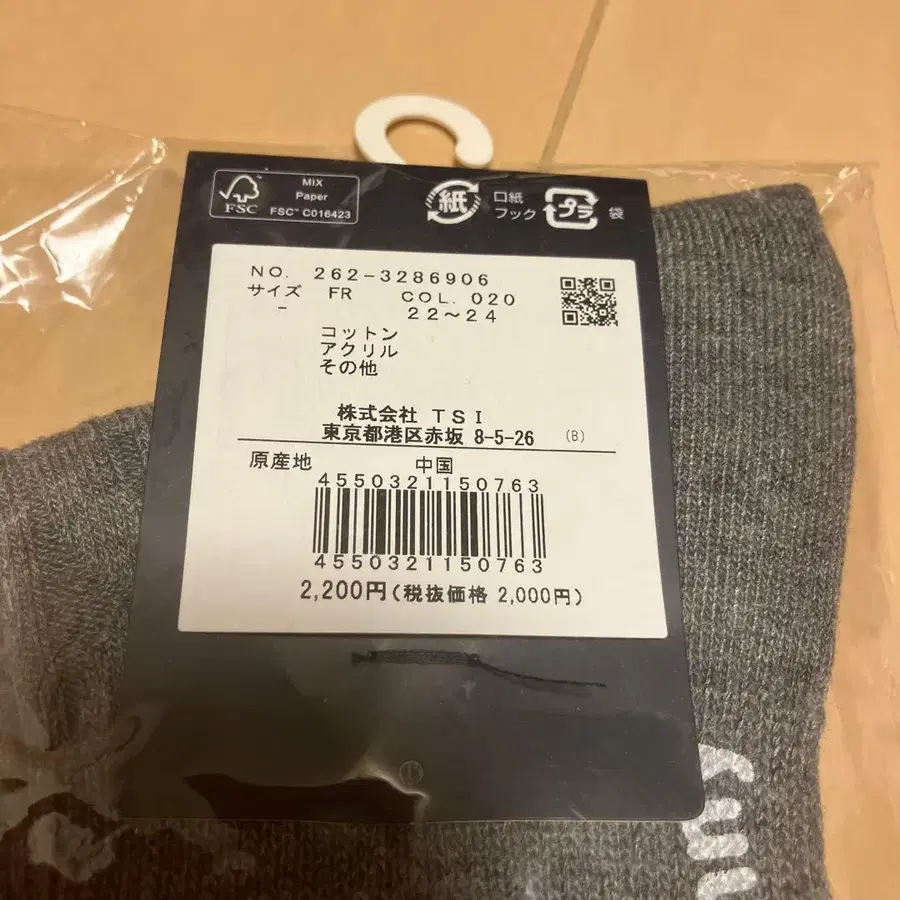 FSC
MIX
Paper
FSC™ C016423
紙
口紙
フック
プラ
袋
NO. 262-3286906
サイズ FR COL. 020
- 22〜24
コットン
アクリル
その他
株式会社 TSI
東京都港区赤坂 8-5-26 (B)
原産地 中国
4550321150763
4550321150763
2,200円(税抜価格 2,000円)